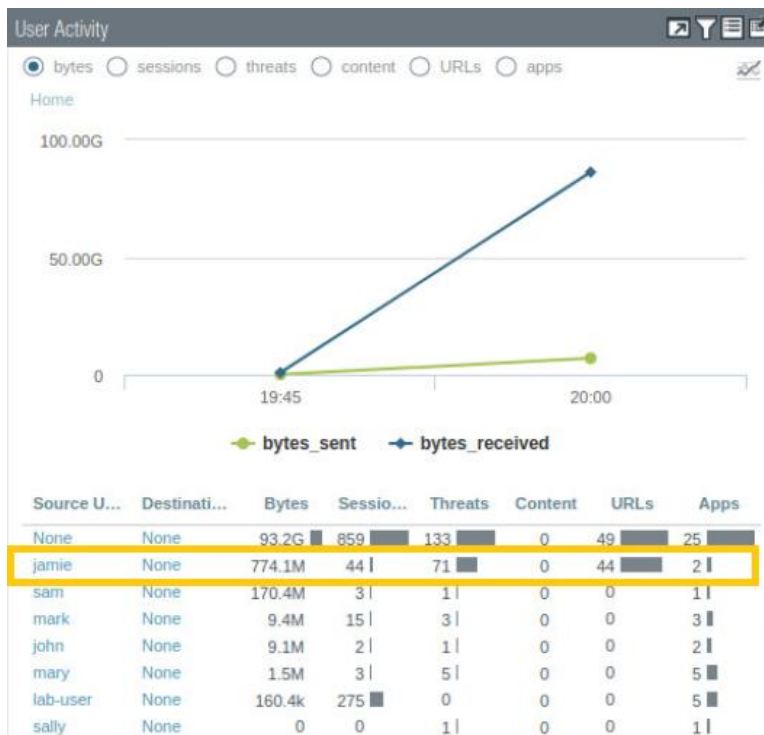 User Activity
bytes sessions threats content URLs apps
Home
100.00G
50.00G
0
19:45 20:00
bytes_sent bytes_received
Source U... Destinati... Bytes Sessio... Threats Content URLs Apps
None None 93.2G 859 133 0 49 25
jamie None 774.1M 44 71 0 44 2
sam None 170.4M 3 1 0 0 1
mark None 9.4M 15 3 0 0 3
john None 9.1M 2 1 0 0 2
mary None 1.5M 3 5 0 0 5
lab-user None 160.4k 275 0 0 0 5
sally None 0 0 1 0 0 1